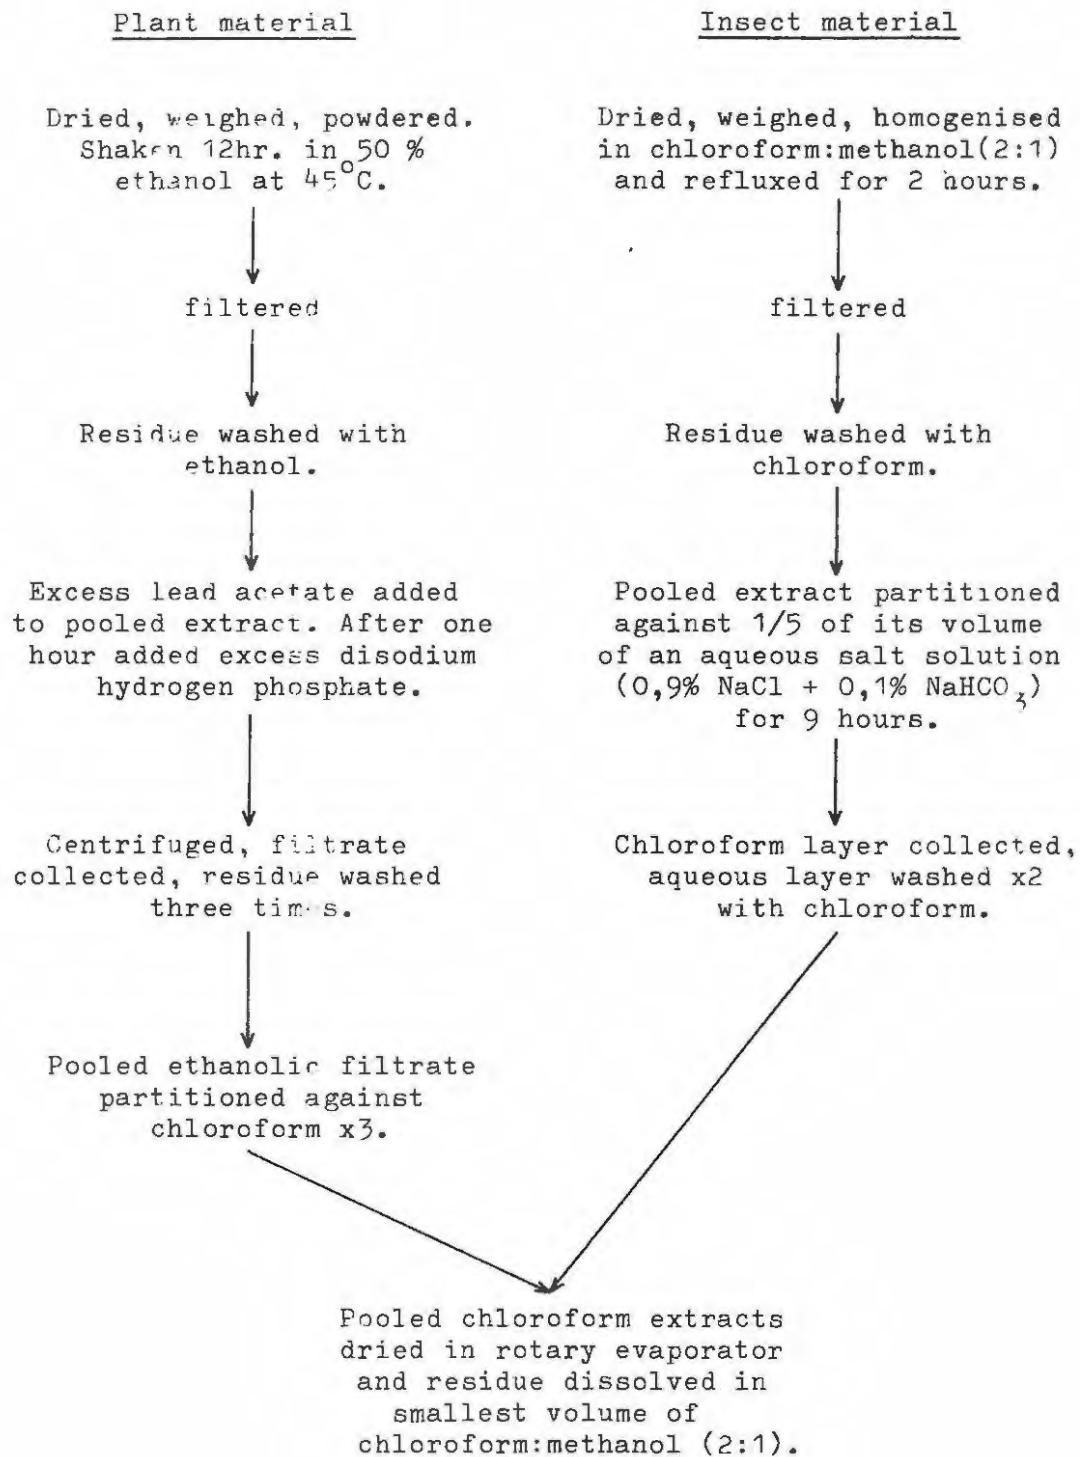 Plant material
Dried, weighed, powdered.
Shaken 12hr. in 50 %
ethanol at 45°C.
filtered
Residue washed with
ethanol.
Excess lead acetate added
to pooled extract. After one
hour added excess disodium
hydrogen phosphate.
Centrifuged, filtrate
collected, residue washed
three times.
Pooled ethanolic filtrate
partitioned against
chloroform x3.
Insect material
Dried, weighed, homogenised
in chloroform:methanol(2:1)
and refluxed for 2 hours.
filtered
Residue washed with
chloroform.
Pooled extract partitioned
against 1/5 of its volume
of an aqueous salt solution
(0,9% NaCl + 0,1% NaHCO₃)
for 9 hours.
Chloroform layer collected,
aqueous layer washed x2
with chloroform.
Pooled chloroform extracts
dried in rotary evaporator
and residue dissolved in
smallest volume of
chloroform:methanol (2:1).